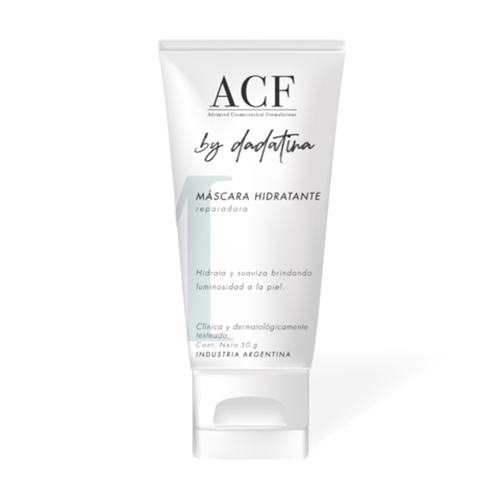 ACF
Advanced Cosmeceutical Formulations
by dadatina
MÁSCARA HIDRATANTE
reparadora
Hidrata y suaviza brindando
luminosidad a la piel.
Clínica y dermatológicamente
testeado.
Cont. Neto 50 g
INDUSTRIA ARGENTINA